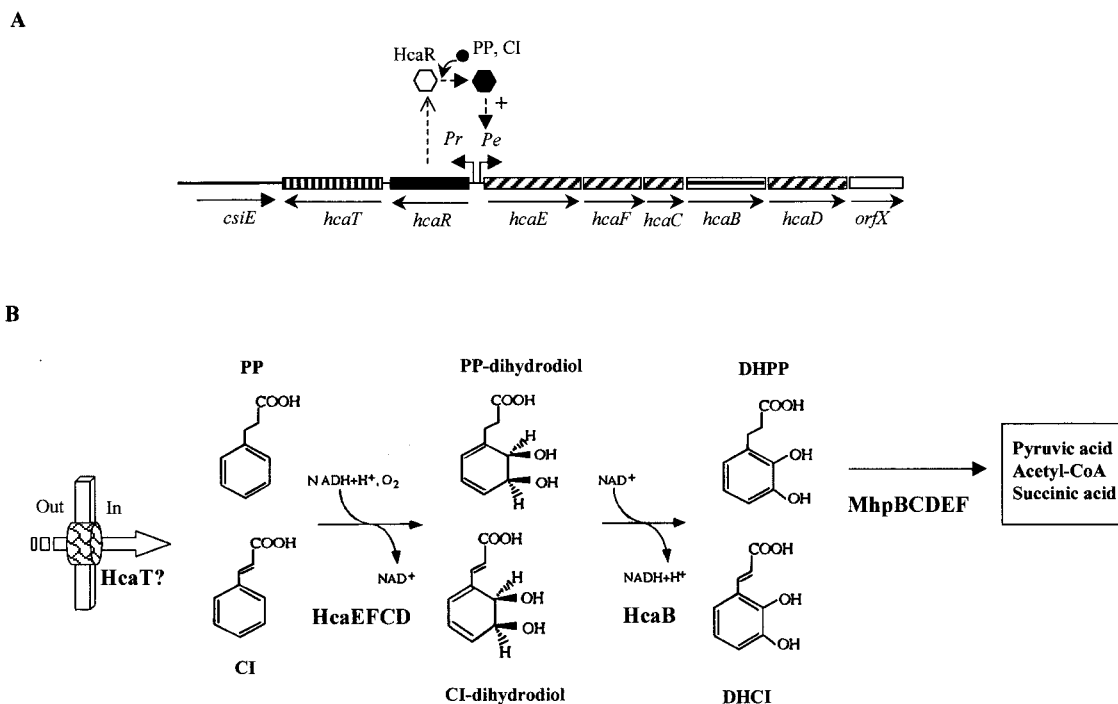 A
HcaR PP, CI
+
Pr Pe
csiE hcaT hcaR hcaE hcaF hcaC hcaB hcaD orfX
B
PP PP-dihydrodiol DHPP
COOH COOH COOH
H
OH OH
OH OH
H
NADH+H+, O2 NAD+
Pyruvic acid
Acetyl-CoA
Succinic acid
MhpBCDEF
Out In
HcaT?
COOH COOH COOH
NAD+ NADH+H+
HcaEFCD HcaB
H
OH OH
OH OH
H
CI CI-dihydrodiol DHCI